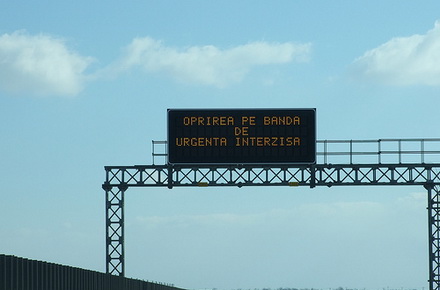 OPRIREA PE BANDA
DE
URGENTA INTERZISA